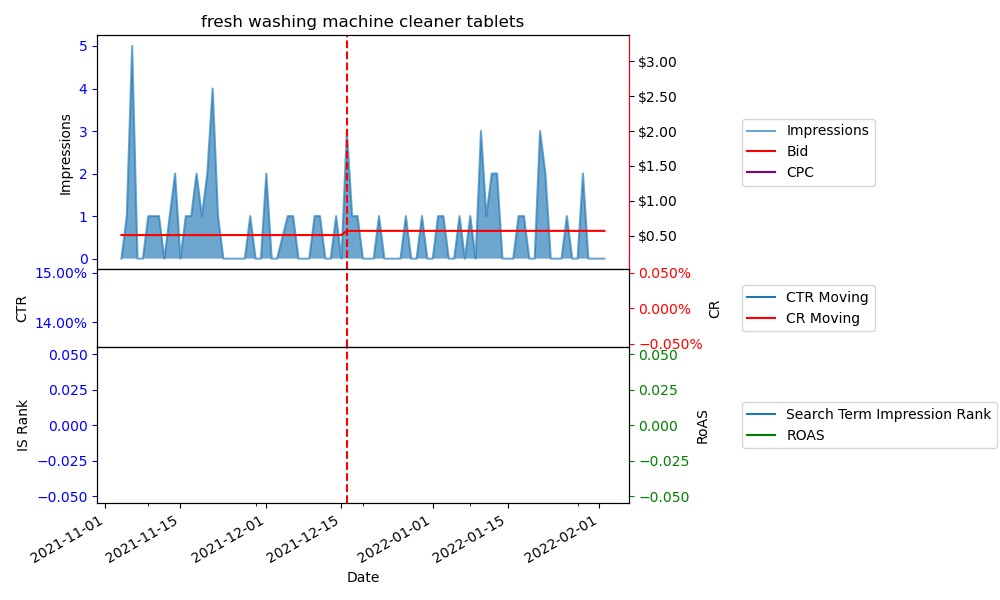 fresh washing machine cleaner tablets
5
4
3
2
1
0
Impressions
$3.00
$2.50
$2.00
$1.50
$1.00
$0.50
Impressions
Bid
CPC
15.00%
14.00%
CTR
0.050%
0.000%
−0.050%
CR
CTR Moving
CR Moving
0.050
0.025
0.000
−0.025
−0.050
IS Rank
0.050
0.025
0.000
−0.025
−0.050
RoAS
Search Term Impression Rank
ROAS
2021-11-01
2021-11-15
2021-12-01
2021-12-15
2022-01-01
2022-01-15
2022-02-01
Date